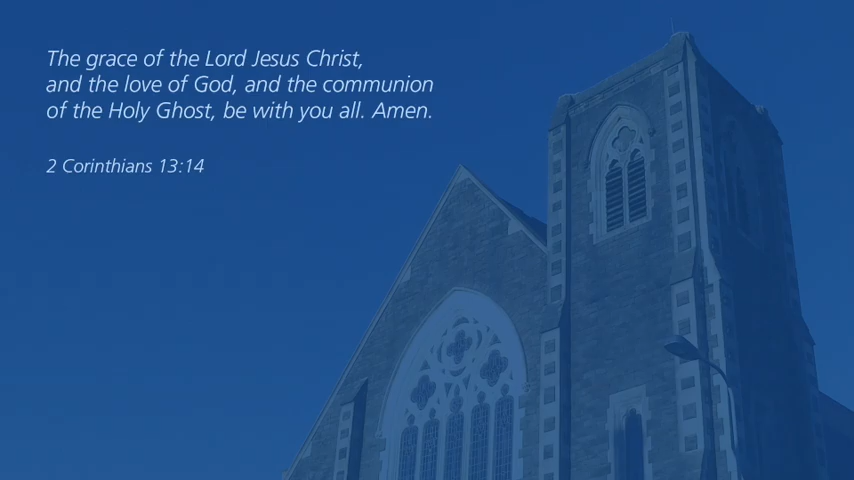 The grace of the Lord Jesus Christ,
and the love of God, and the communion
of the Holy Ghost, be with you all. Amen.
2 Corinthians 13:14